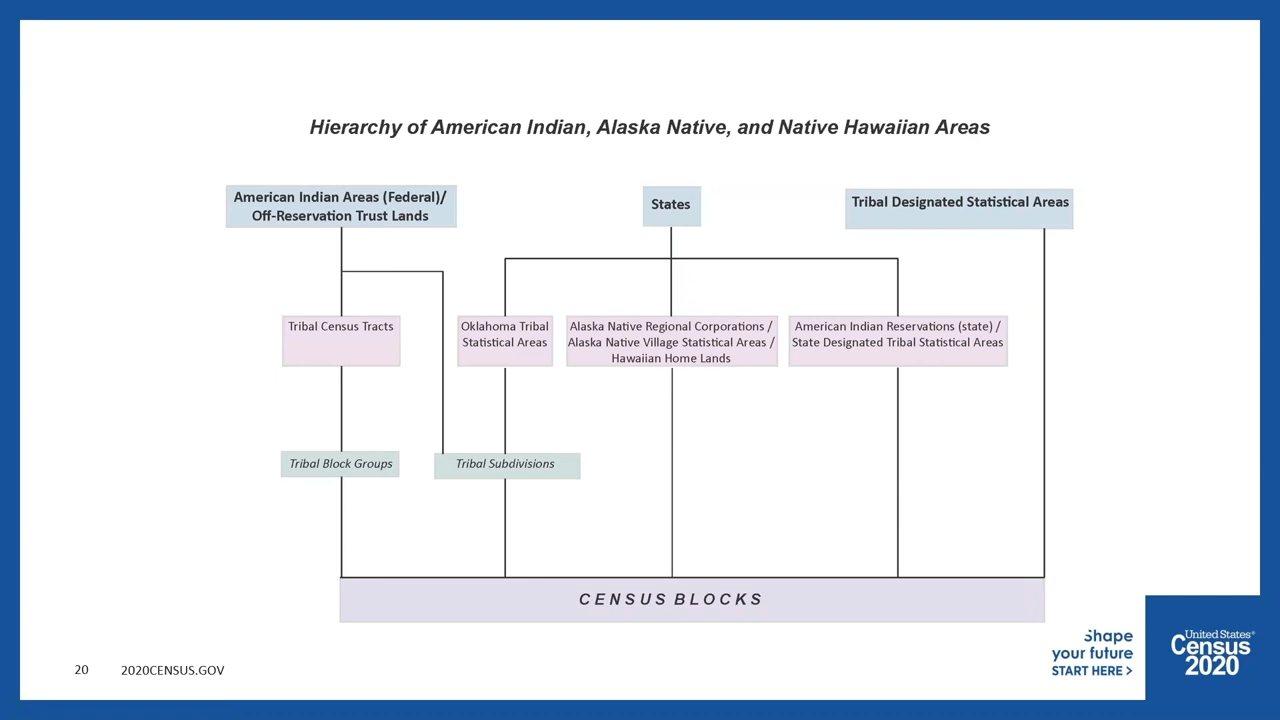 Hierarchy of American Indian, Alaska Native, and Native Hawaiian Areas
American Indian Areas (Federal)/
Off-Reservation Trust Lands
States
Tribal Designated Statistical Areas
Tribal Census Tracts
Oklahoma Tribal
Statistical Areas
Alaska Native Regional Corporations /
Alaska Native Village Statistical Areas /
Hawaiian Home Lands
American Indian Reservations (state) /
State Designated Tribal Statistical Areas
Tribal Block Groups
Tribal Subdivisions
CENSUS BLOCKS
20
2020CENSUS.GOV
Shape
your future
START HERE >
United States®
Census
2020